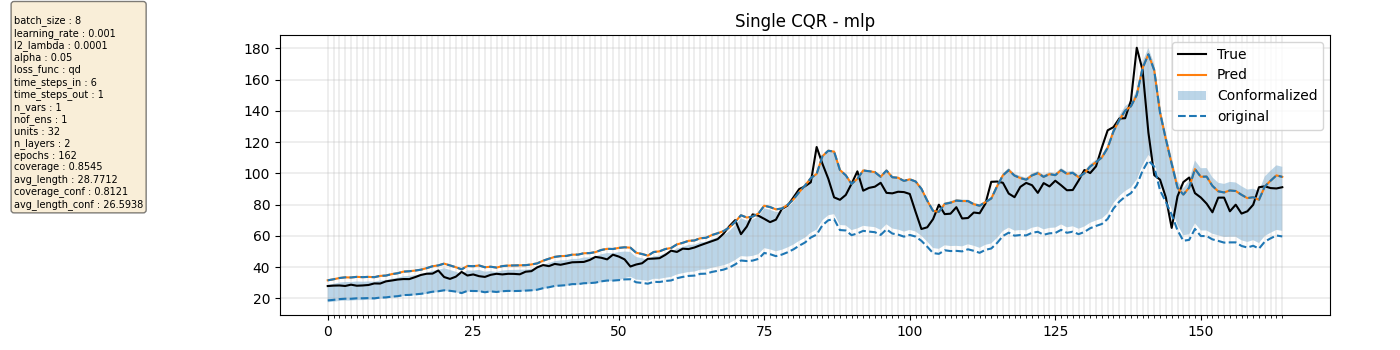 batch_size : 8
learning_rate : 0.001
l2_lambda : 0.0001
alpha : 0.05
loss_func : qd
time_steps_in : 6
time_steps_out : 1
n_vars : 1
nof_ens : 1
units : 32
n_layers : 2
epochs : 162
coverage : 0.8545
avg_length : 28.7712
coverage_conf : 0.8121
avg_length_conf : 26.5938
Single CQR - mlp
180
160
140
120
100
80
60
40
20
0 25 50 75 100 125 150
True
Pred
Conformalized
original